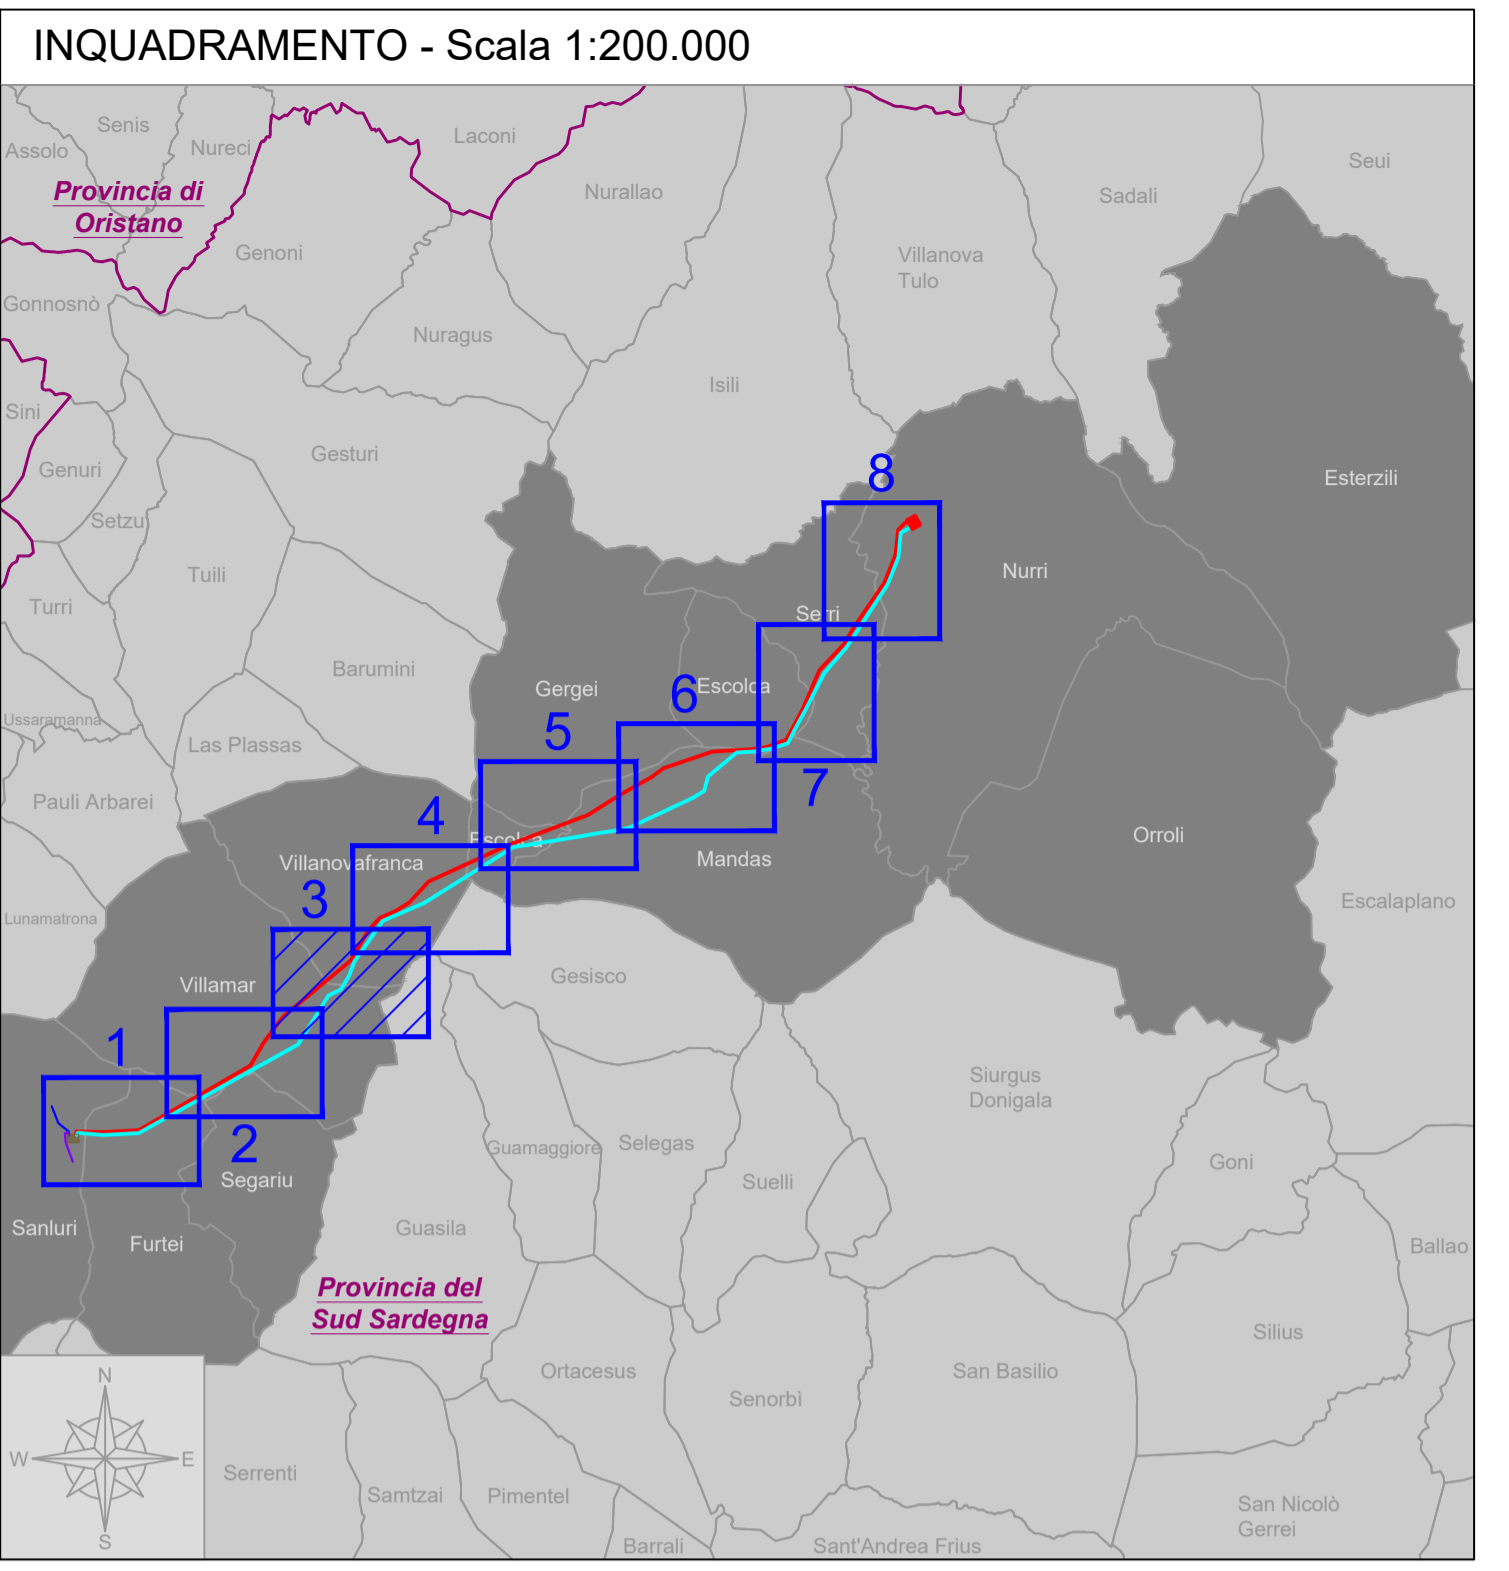 INQUADRAMENTO - Scala 1:200.000
Senis
Assolo
Nureci
Laconi
Seui
Provincia di
Oristano
Nurallao
Sadali
Genoni
Villanova
Tulo
Gonnosnò
Nuragus
Isili
Sini
Gesturi
Genuri
8
Esterzili
Setzu
Tuili
Nurri
Turri
Serri
Barumini
Gergei
6
Escolca
Ussaramanna
Las Plassas
5
7
Pauli Arbarei
4
Escolca
Orroli
Villanovafranca
Mandas
3
Escalaplano
Lunamatrona
Villamar
Gesisco
1
Siurgus
Donigala
2
Guamaggiore
Selegas
Goni
Segariu
Suelli
Sanluri
Furtei
Guasila
Ballao
Provincia del
Sud Sardegna
Silius
N
W
E
S
Ortacesus
San Basilio
Senorbì
Serrenti
Samtzai
Pimentel
San Nicolò
Gerrei
Barrali
Sant'Andrea Frius